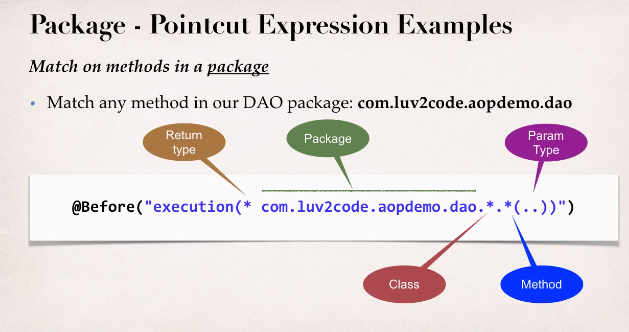 Package - Pointcut Expression Examples
Match on methods in a package
• Match any method in our DAO package: com.luv2code.aopdemo.dao
Return
type
Package
Param
Type
@Before("execution(* com.luv2code.aopdemo.dao.*.*(..))")
Class
Method